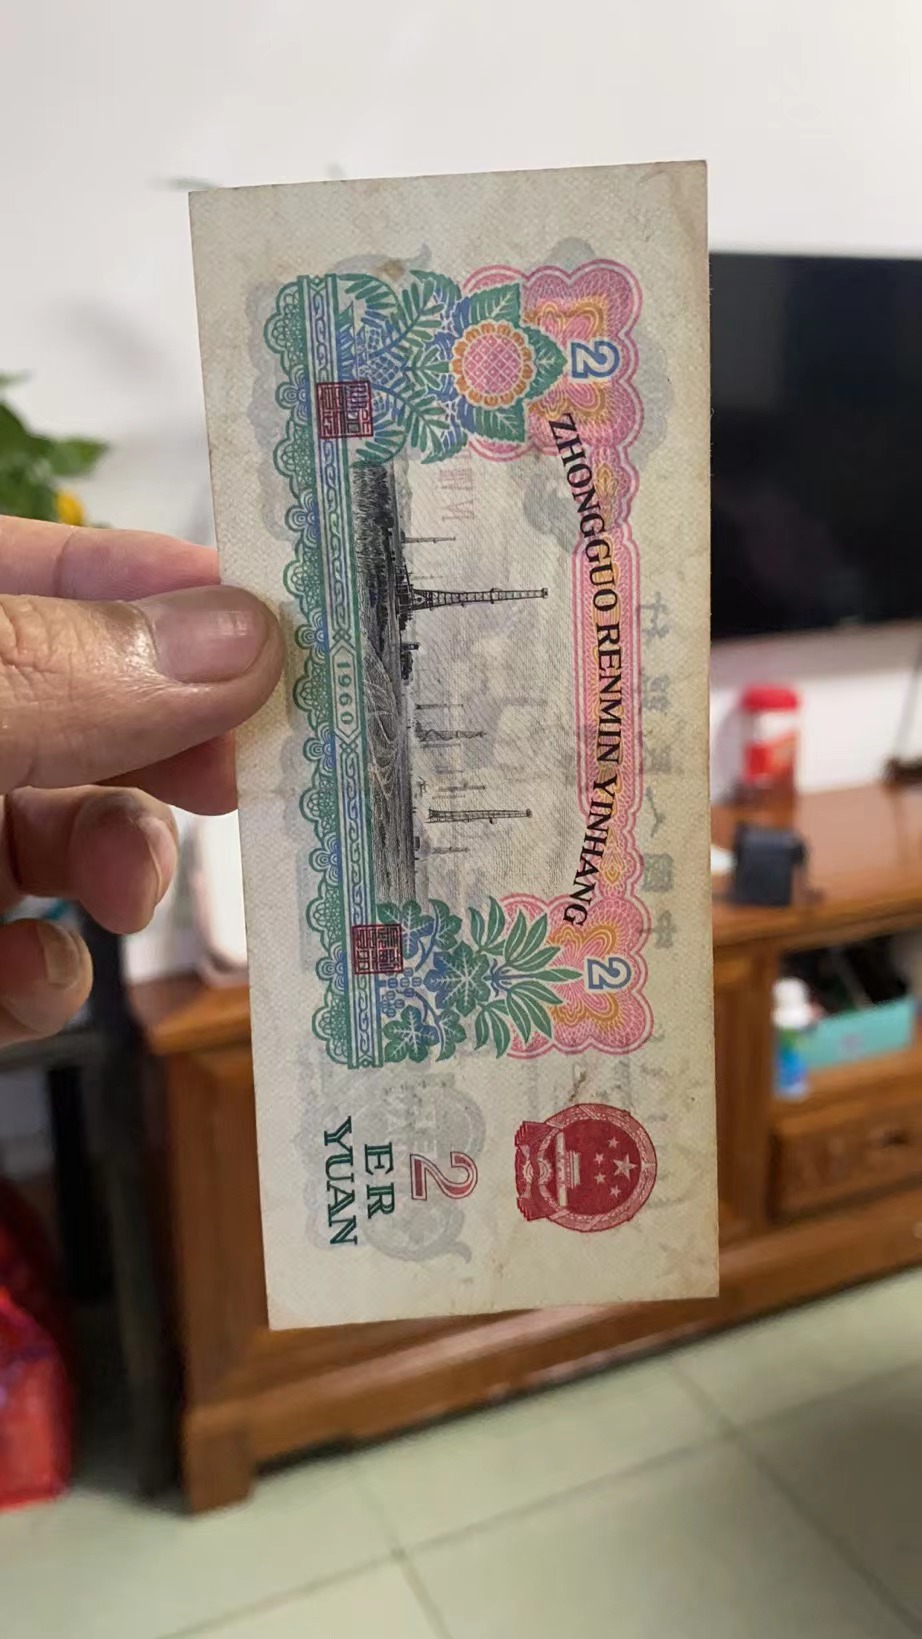 ZHONGGUO RENMIN YINHANG
2
2
1960
2
ER
YUAN